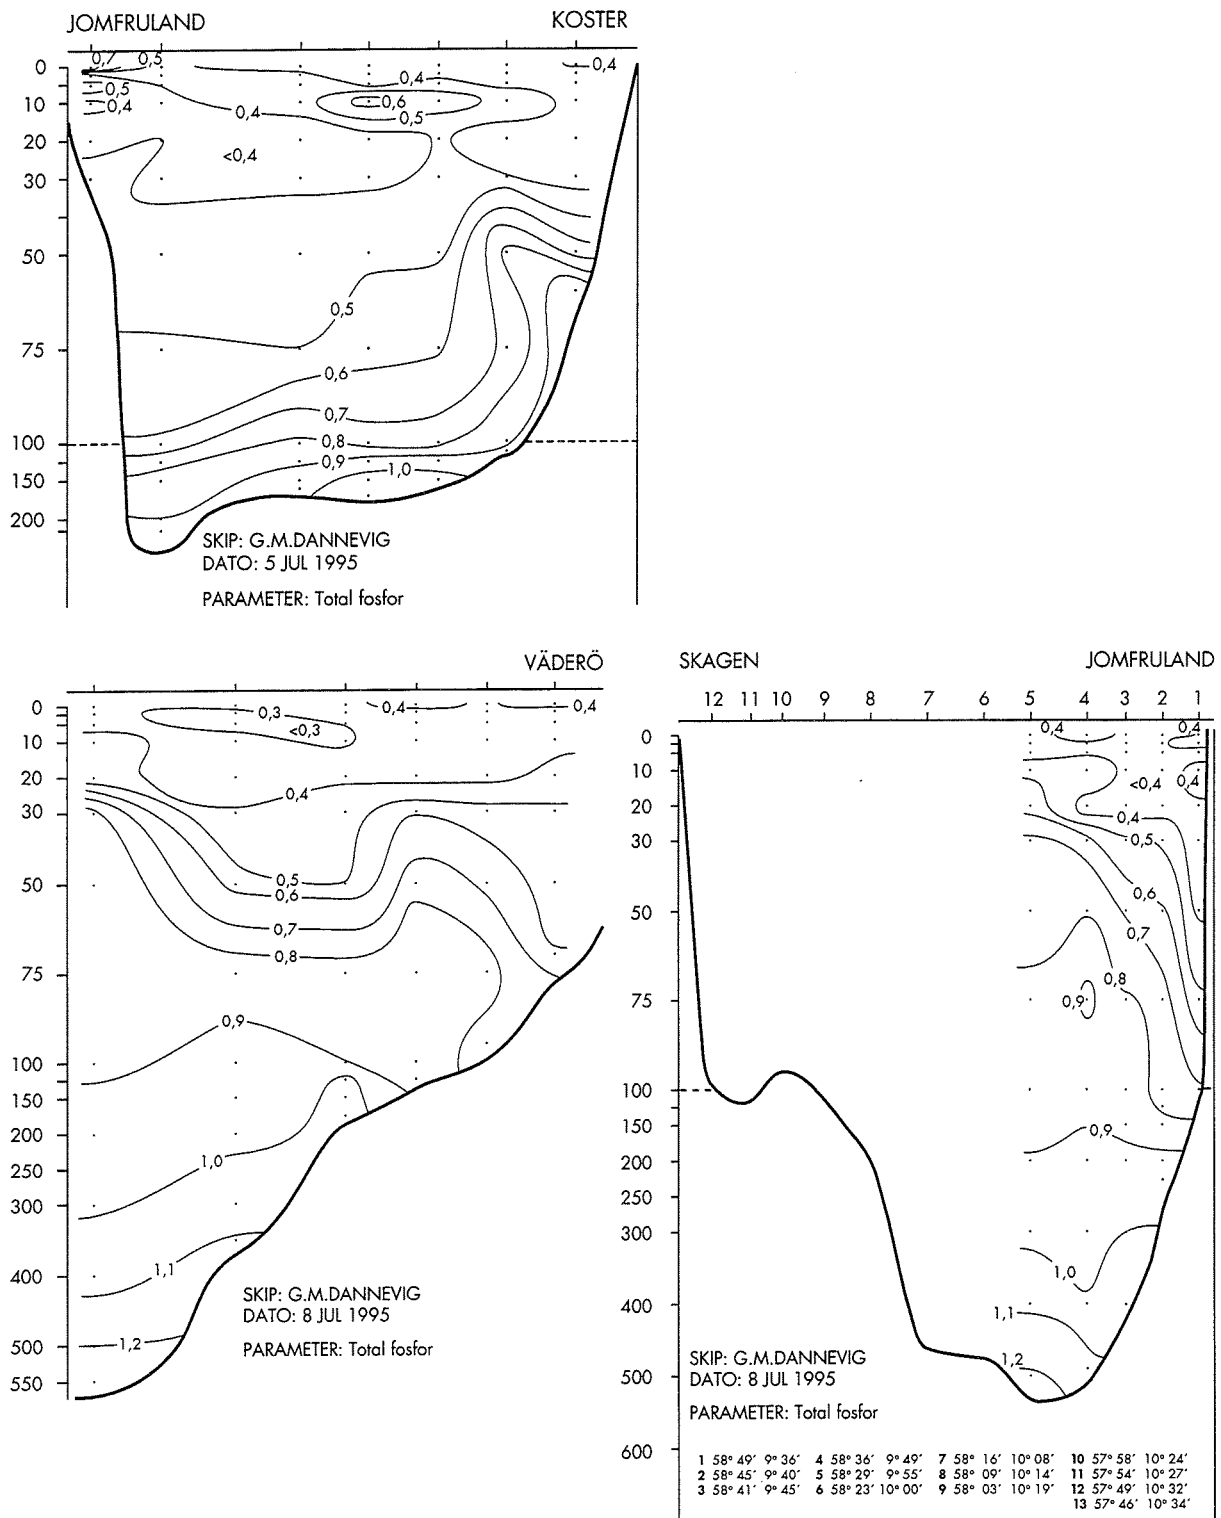 JOMFRULAND KOSTER
0,7 0,5 0,4
0
0,4
0,5 0,6
10 0,4 0,4
0,5
20
<0,4
30
50
0,5
75
0,6
0,7
100 0,8
0,9 1,0
150
200
SKIP: G.M.DANNEVIG
DATO: 5 JUL 1995
PARAMETER: Total fosfor
VÄDERÖ
0 0,3 0,4 0,4
<0,3
10
20
0,4
30
50 0,5
0,6
0,7
0,8
75
0,9
100
150
200
1,0
250
300
1,1
400
SKIP: G.M.DANNEVIG
DATO: 8 JUL 1995
1,2
500
PARAMETER: Total fosfor
550
SKAGEN JOMFRULAND
12 11 10 9 8 7 6 5 4 3 2 1
0 0,4 0,4
10
<0,4 0,4
20
0,4
30 0,5
0,6
50
0,7
0,8
75 0,9
100
150 0,9
200
250
300
1,0
400 1,1
1,2
SKIP: G.M.DANNEVIG
500 DATO: 8 JUL 1995
PARAMETER: Total fosfor
600
1 58° 49′ 9° 36′ 4 58° 36′ 9° 49′ 7 58° 16′ 10° 08′ 10 57° 58′ 10° 24′
2 58° 45′ 9° 40′ 5 58° 29′ 9° 55′ 8 58° 09′ 10° 14′ 11 57° 54′ 10° 27′
3 58° 41′ 9° 45′ 6 58° 23′ 10° 00′ 9 58° 03′ 10° 19′ 12 57° 49′ 10° 32′
13 57° 46′ 10° 34′